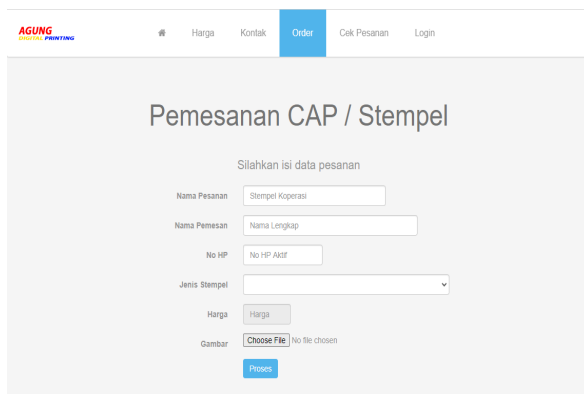 AGUNG
DIGITAL PRINTING
Harga Kontak Order Cek Pesanan Login
Pemesanan CAP / Stempel
Silahkan isi data pesanan
Nama Pesanan Stempel Koperasi
Nama Pemesan Nama Lengkap
No HP No HP Aktif
Jenis Stempel
Harga Harga
Gambar Choose File No file chosen
Proses